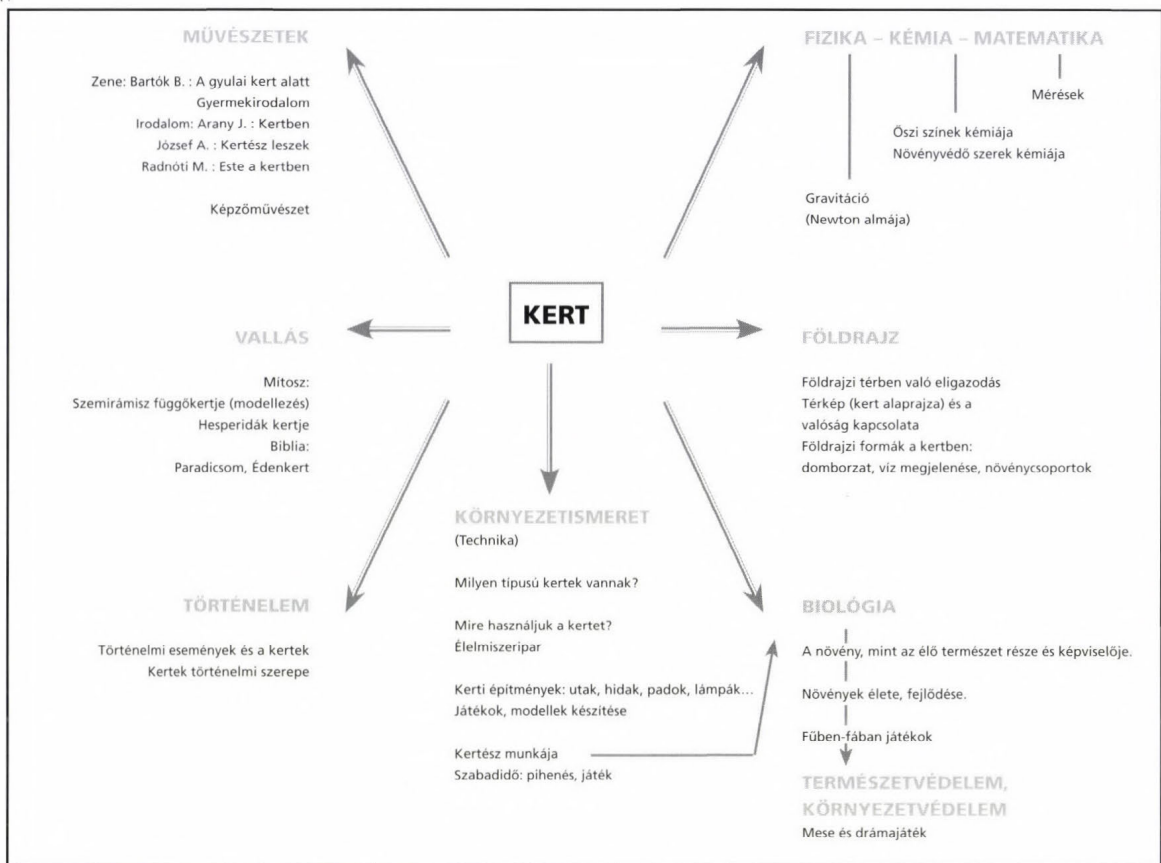 MŰVÉSZETEK
Zene: Bartók B. : A gyulai kert alatt
Gyermekirodalom
Irodalom: Arany J. : Kertben
József A. : Kertész leszek
Radnóti M. : Este a kertben
Képzőművészet
FIZIKA – KÉMIA – MATEMATIKA
Mérések
Őszi színek kémiája
Növényvédő szerek kémiája
Gravitáció
(Newton almája)
KERT
VALLÁS
Mítosz:
Szemirámisz függőkertje (modellezés)
Hesperidák kertje
Biblia:
Paradicsom, Édenkert
FÖLDRAJZ
Földrajzi térben való eligazodás
Térkép (kert alaprajza) és a
valóság kapcsolata
Földrajzi formák a kertben:
domborzat, víz megjelenése, növénycsoportok
TÖRTÉNELEM
Történelmi események és a kertek
Kertek történelmi szerepe
KÖRNYEZETISMERET
(Technika)
Milyen típusú kertek vannak?
Mire használjuk a kertet?
Élelmiszeripar
Kerti építmények: utak, hidak, padok, lámpák...
Játékok, modellek készítése
Kertész munkája
Szabadidő: pihenés, játék
BIOLÓGIA
A növény, mint az élő természet része és képviselője.
Növények élete, fejlődése.
Fűben-fában játékok
TERMÉSZETVÉDELEM,
KÖRNYEZETVÉDELEM
Mese és drámajáték